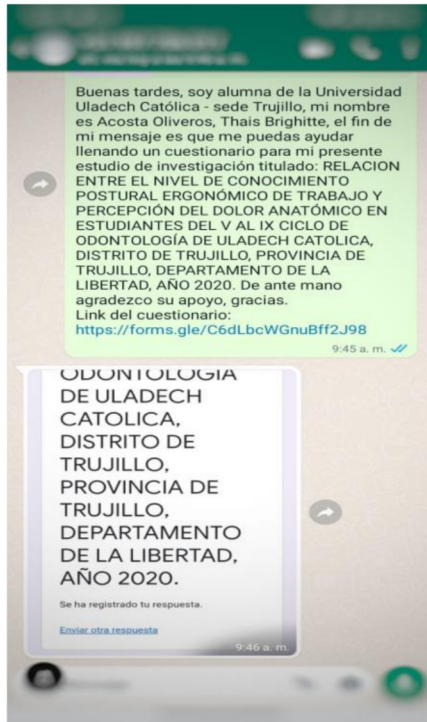 Buenas tardes, soy alumna de la Universidad
Uladech Católica - sede Trujillo, mi nombre
es Acosta Oliveros, Thais Brighitte, el fin de
mi mensaje es que me puedas ayudar
llenando un cuestionario para mi presente
estudio de investigación titulado: RELACION
ENTRE EL NIVEL DE CONOCIMIENTO
POSTURAL ERGONÓMICO DE TRABAJO Y
PERCEPCIÓN DEL DOLOR ANATÓMICO EN
ESTUDIANTES DEL V AL IX CICLO DE
ODONTOLOGÍA DE ULADECH CATOLICA,
DISTRITO DE TRUJILLO, PROVINCIA DE
TRUJILLO, DEPARTAMENTO DE LA
LIBERTAD, AÑO 2020. De ante mano
agradezco su apoyo, gracias.
Link del cuestionario:
https://forms.gle/C6dLbcWGnuBff2J98
9:45 a. m.
ODONTOLOGÍA
DE ULADECH
CATOLICA,
DISTRITO DE
TRUJILLO,
PROVINCIA DE
TRUJILLO,
DEPARTAMENTO
DE LA LIBERTAD,
AÑO 2020.
Se ha registrado tu respuesta.
Enviar otra respuesta
9:46 a. m.